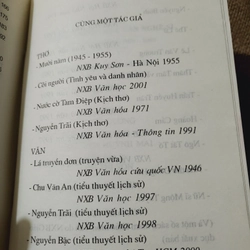 CÙNG MỘT TÁC GIẢ
THƠ
- Mười năm (1945 - 1955)
NXB Kuy Sơn - Hà Nội 1955
- Cõi người (Tình yêu và danh nhân)
NXB Văn học 2001
- Nước cờ Tam Điệp (Kịch thơ)
NXB Văn hóa 1971
- Nguyễn Trãi (Kịch thơ)
NXB Văn hóa - Thông tin 1991
VĂN
- Lá truyền đơn (truyện vừa)
NXB Văn hóa cứu quốc VN 1946
- Chu Văn An (tiểu thuyết lịch sử)
NXB Văn học 1997
- Nguyễn Trãi (tiểu thuyết lịch sử)
NXB Văn học 1998
- Nguyễn Bặc (tiểu thuyết lịch sử)